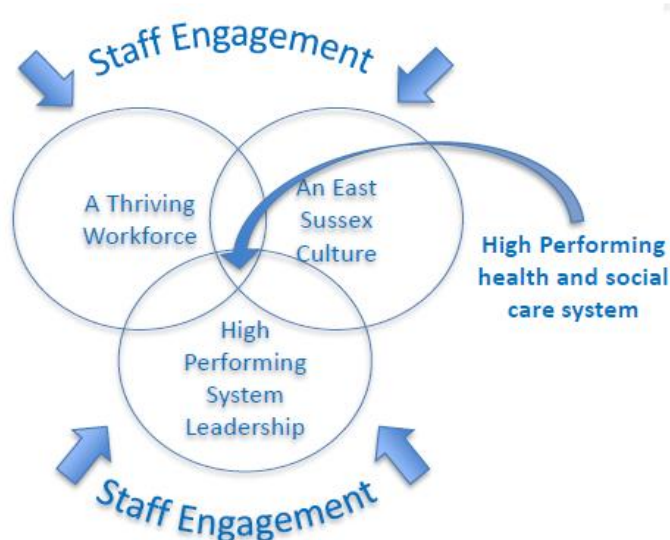 Staff Engagement
A Thriving
Workforce
An East
Sussex
Culture
High Performing
health and social
care system
High
Performing
System
Leadership
Staff Engagement